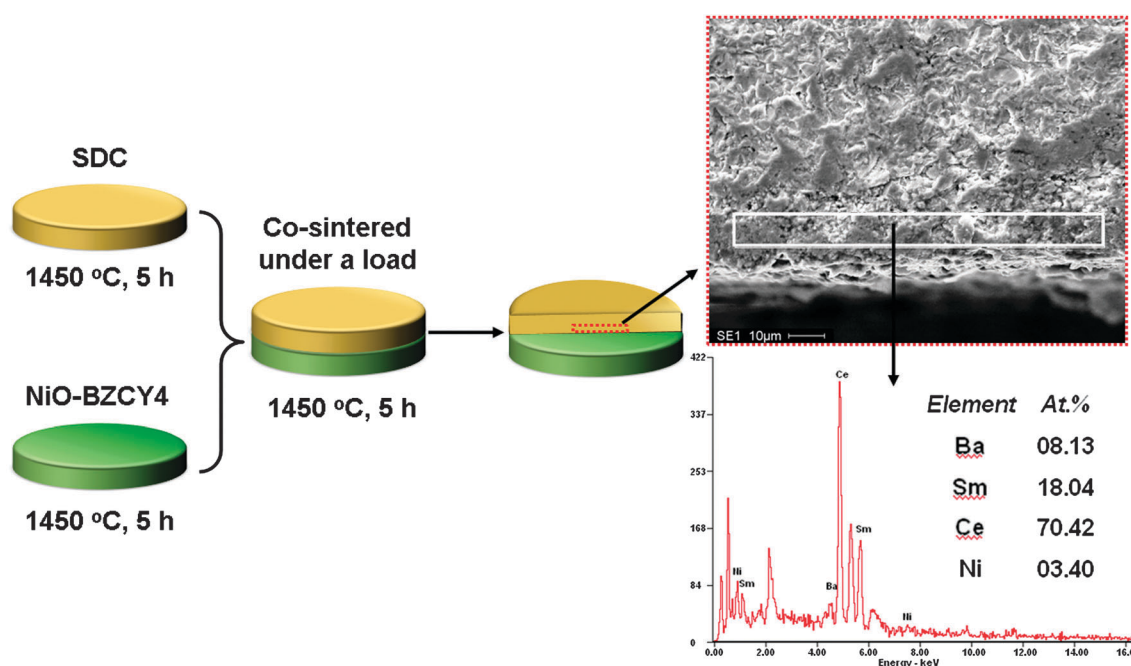 SDC
1450 °C, 5 h
NiO-BZCY4
1450 °C, 5 h
Co-sintered
under a load
1450 °C, 5 h
SE1 10µm
422
337
253
168
84
0
0.00 2.00 4.00 6.00 8.00 10.00 12.00 14.00 16.0
Energy - keV
Ni
Sm
Ba
Ce
Sm
Ni
Element At.%
Ba 08.13
Sm 18.04
Ce 70.42
Ni 03.40